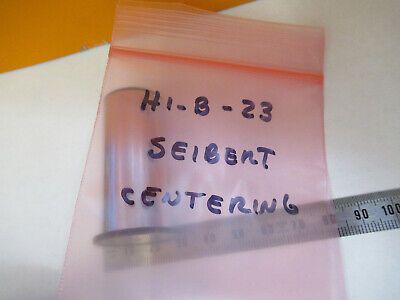 H1-B-23
SEIBERT
CENTERING
90 100